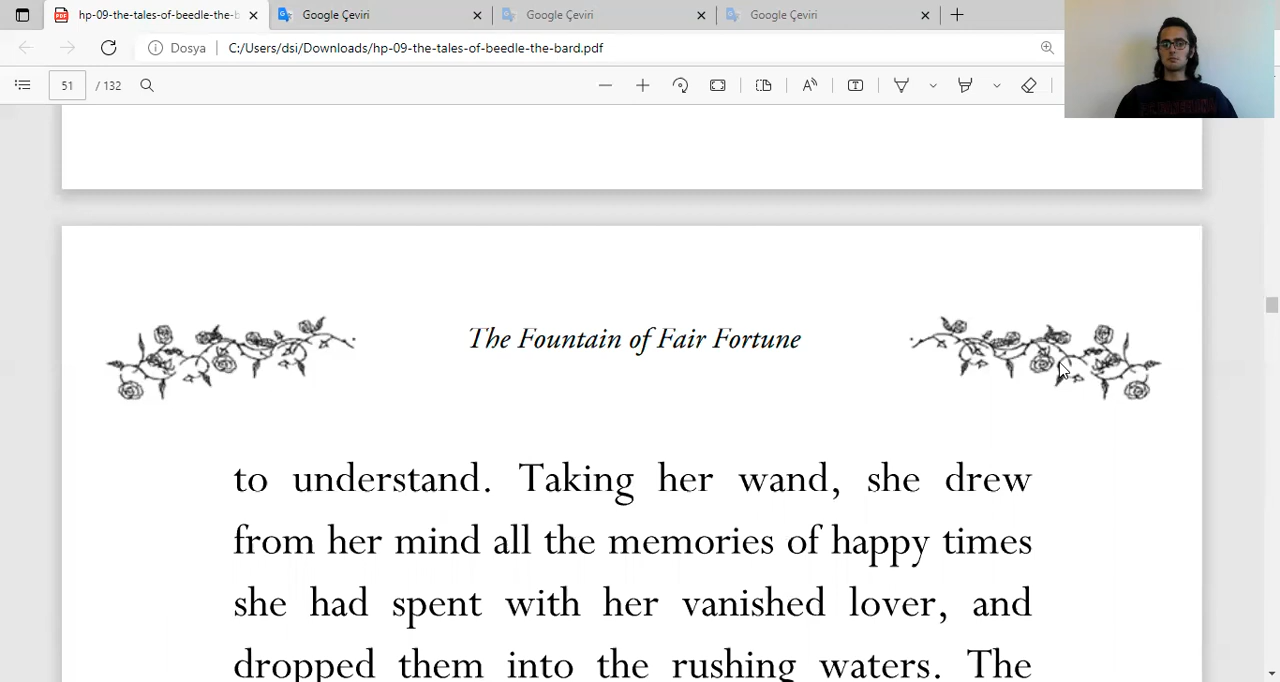 hp-09-the-tales-of-beedle-the-b
Google Çeviri
Google Çeviri
Google Çeviri
Dosya
C:/Users/dsi/Downloads/hp-09-the-tales-of-beedle-the-bard.pdf
51 / 132
The Fountain of Fair Fortune
to understand. Taking her wand, she drew
from her mind all the memories of happy times
she had spent with her vanished lover, and
dropped them into the rushing waters. The